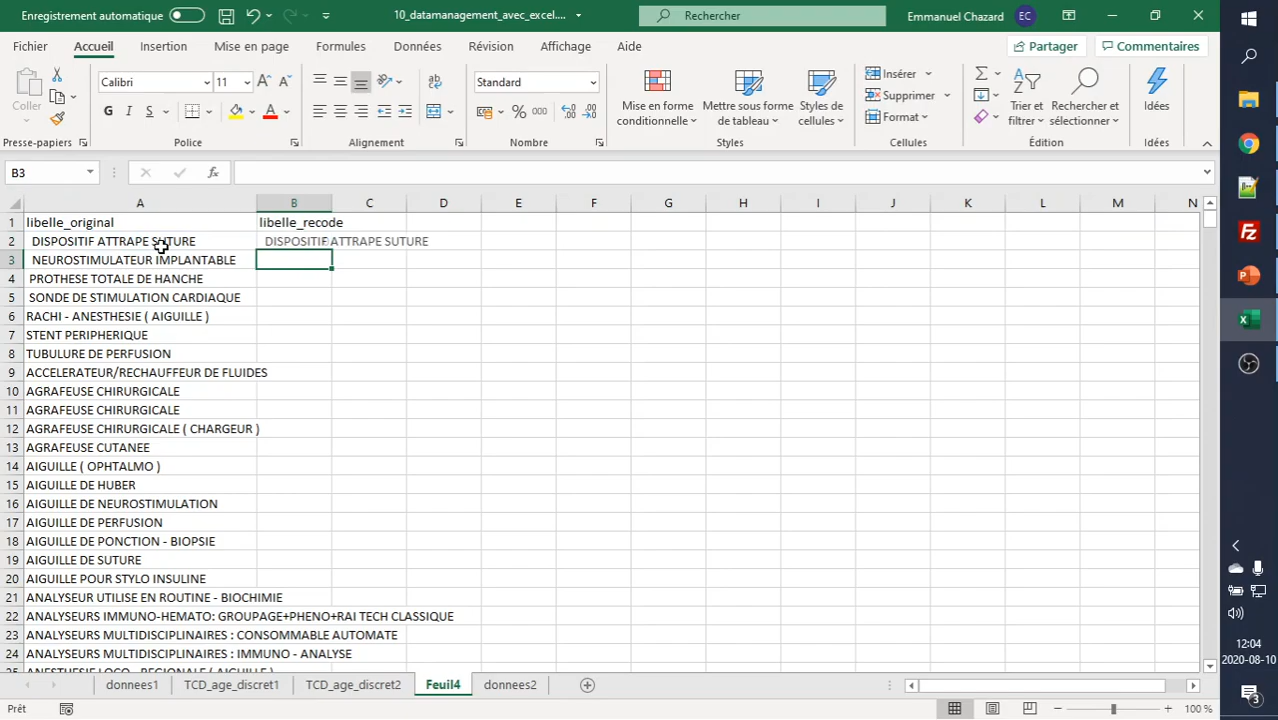 Enregistrement automatique
10_datamanagement_avec_excel....
Rechercher
Emmanuel Chazard
EC
Fichier
Accueil
Insertion
Mise en page
Formules
Données
Révision
Affichage
Aide
Partager
Commentaires
Coller
Calibri
11
G I S
Standard
Mise en forme conditionnelle
Mettre sous forme de tableau
Styles de cellules
Insérer
Supprimer
Format
Trier et filtrer
Rechercher et sélectionner
Idées
Presse-papiers
Police
Alignement
Nombre
Styles
Cellules
Édition
Idées
B3
fx
A B C D E F G H I J K L M N
1 libelle_original libelle_recode
2 DISPOSITIF ATTRAPE SUTURE DISPOSITIF ATTRAPE SUTURE
3 NEUROSTIMULATEUR IMPLANTABLE
4 PROTHESE TOTALE DE HANCHE
5 SONDE DE STIMULATION CARDIAQUE
6 RACHI - ANESTHESIE ( AIGUILLE )
7 STENT PERIPHERIQUE
8 TUBULURE DE PERFUSION
9 ACCELERATEUR/RECHAUFFEUR DE FLUIDES
10 AGRAFEUSE CHIRURGICALE
11 AGRAFEUSE CHIRURGICALE
12 AGRAFEUSE CHIRURGICALE ( CHARGEUR )
13 AGRAFEUSE CUTANEE
14 AIGUILLE ( OPHTALMO )
15 AIGUILLE DE HUBER
16 AIGUILLE DE NEUROSTIMULATION
17 AIGUILLE DE PERFUSION
18 AIGUILLE DE PONCTION - BIOPSIE
19 AIGUILLE DE SUTURE
20 AIGUILLE POUR STYLO INSULINE
21 ANALYSEUR UTILISE EN ROUTINE - BIOCHIMIE
22 ANALYSEURS IMMUNO-HEMATO: GROUPAGE+PHENO+RAI TECH CLASSIQUE
23 ANALYSEURS MULTIDISCIPLINAIRES : CONSOMMABLE AUTOMATE
24 ANALYSEURS MULTIDISCIPLINAIRES : IMMUNO - ANALYSE
25 ANESTHESIE LOCO - REGIONALE ( AIGUILLE )
donnees1
TCD_age_discret1
TCD_age_discret2
Feuil4
donnees2
Prêt
100 %
12:04
2020-08-10
3